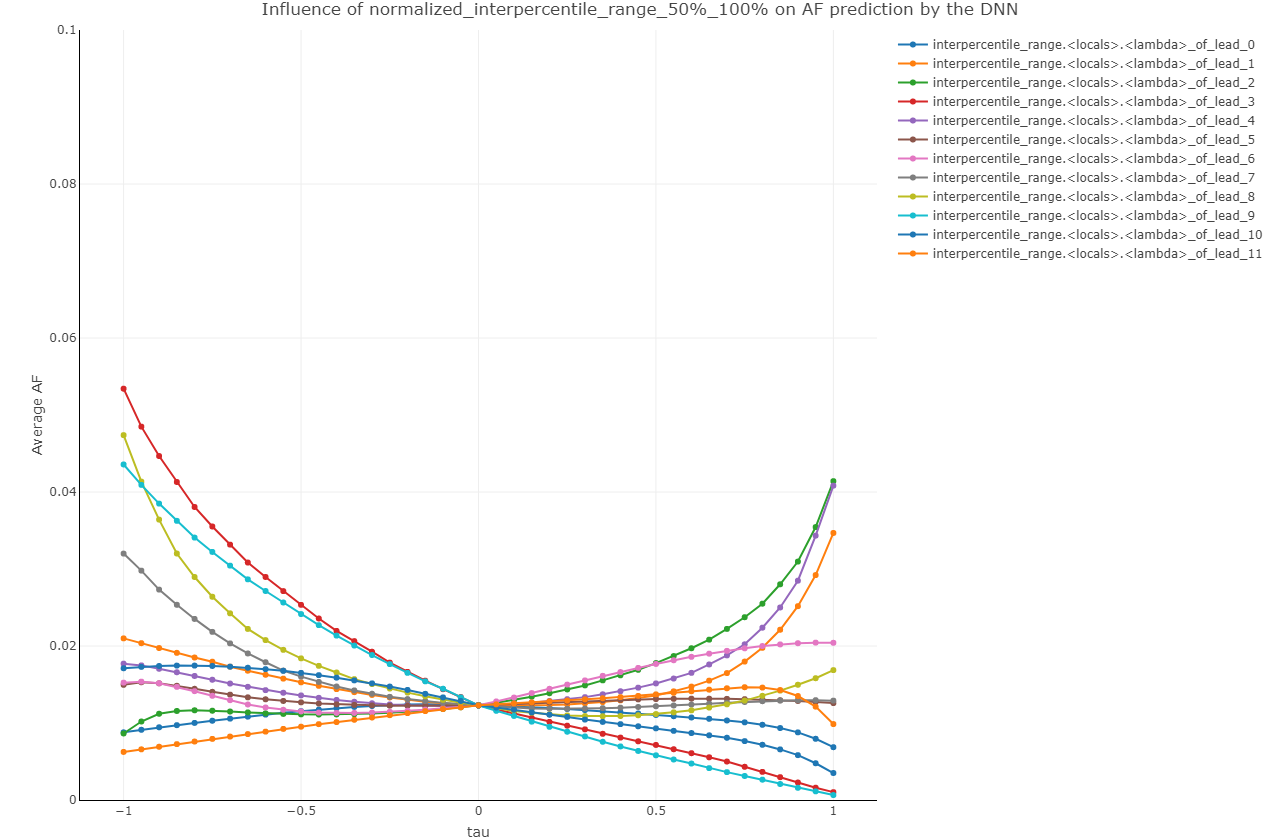 Influence of normalized_interpercentile_range_50%_100% on AF prediction by the DNN
0.1
0.08
0.06
0.04
0.02
0
Average AF
−1
−0.5
0
0.5
1
tau
interpercentile_range.<locals>.<lambda>_of_lead_0
interpercentile_range.<locals>.<lambda>_of_lead_1
interpercentile_range.<locals>.<lambda>_of_lead_2
interpercentile_range.<locals>.<lambda>_of_lead_3
interpercentile_range.<locals>.<lambda>_of_lead_4
interpercentile_range.<locals>.<lambda>_of_lead_5
interpercentile_range.<locals>.<lambda>_of_lead_6
interpercentile_range.<locals>.<lambda>_of_lead_7
interpercentile_range.<locals>.<lambda>_of_lead_8
interpercentile_range.<locals>.<lambda>_of_lead_9
interpercentile_range.<locals>.<lambda>_of_lead_10
interpercentile_range.<locals>.<lambda>_of_lead_11